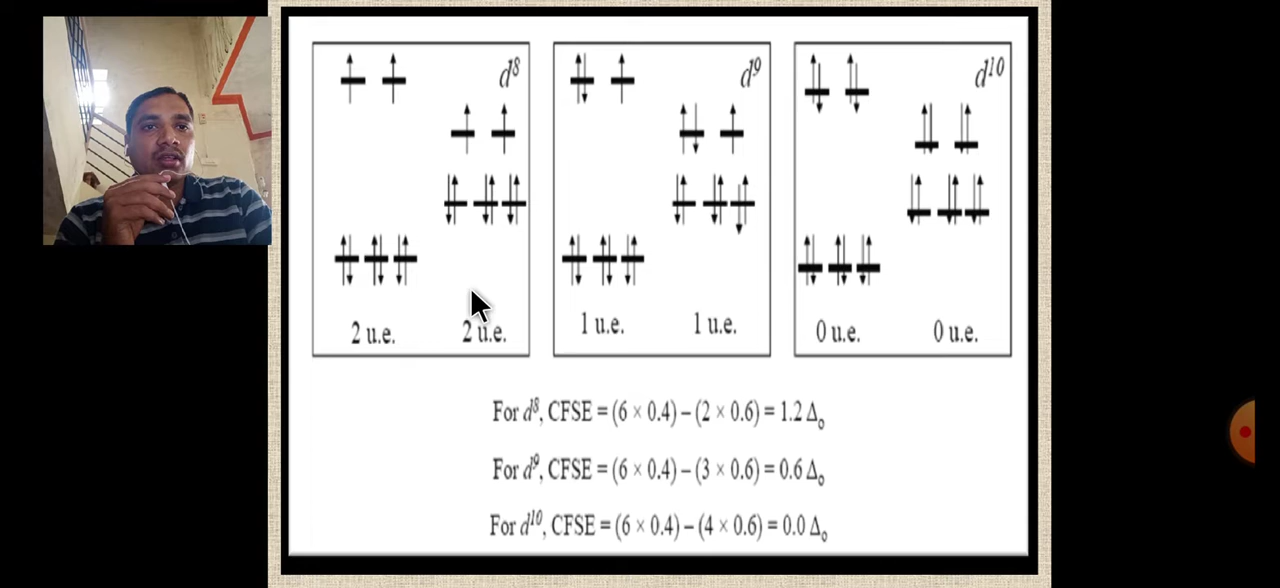 d⁸
2 u.e. 2 u.e.
d⁹
1 u.e. 1 u.e.
d¹⁰
0 u.e. 0 u.e.
For d⁸, CFSE = (6 × 0.4) – (2 × 0.6) = 1.2 Δₒ
For d⁹, CFSE = (6 × 0.4) – (3 × 0.6) = 0.6 Δₒ
For d¹⁰, CFSE = (6 × 0.4) – (4 × 0.6) = 0.0 Δₒ